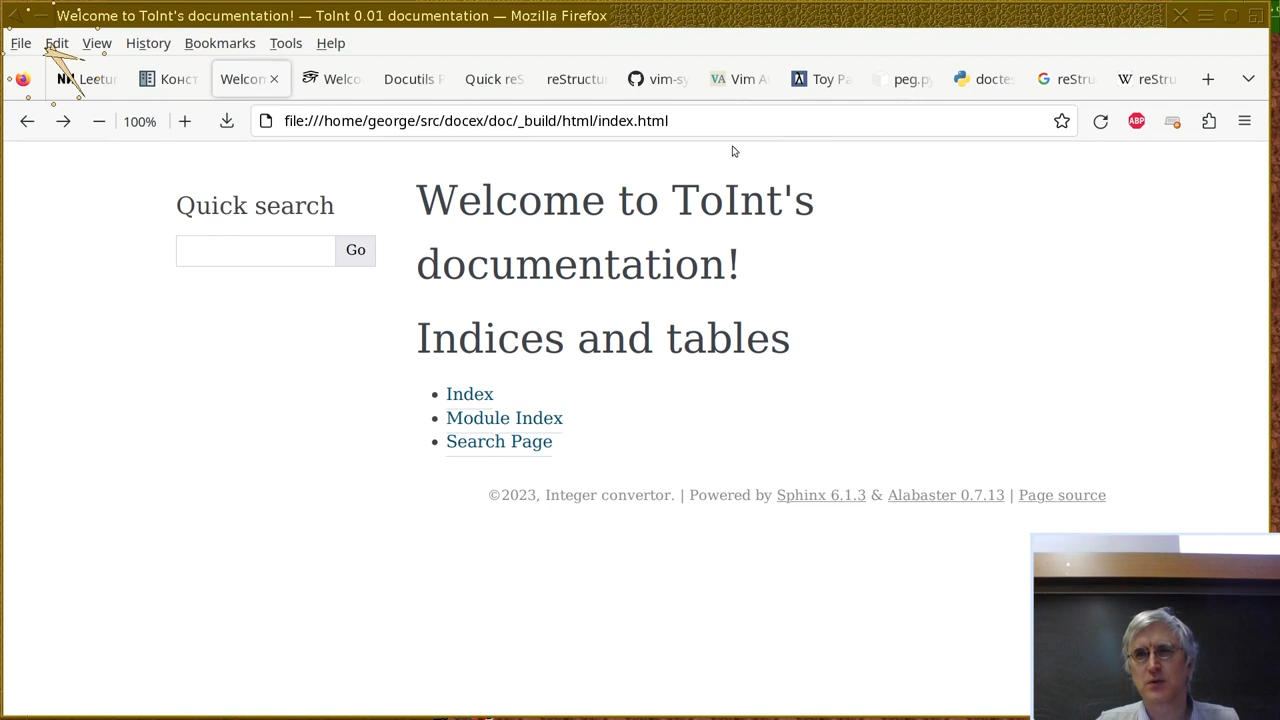 Welcome to ToInt's documentation! — ToInt 0.01 documentation — Mozilla Firefox
File Edit View History Bookmarks Tools Help
Конст Welcon Welco Docutils Quick reS reStructu vim-sy VA Vim A Toy Pa peg.py doctes reStru W reStru
100% file:///home/george/src/docex/doc/_build/html/index.html ABP
Quick search
Go
Welcome to ToInt's
documentation!
Indices and tables
Index
Module Index
Search Page
©2023, Integer convertor. | Powered by Sphinx 6.1.3 & Alabaster 0.7.13 | Page source